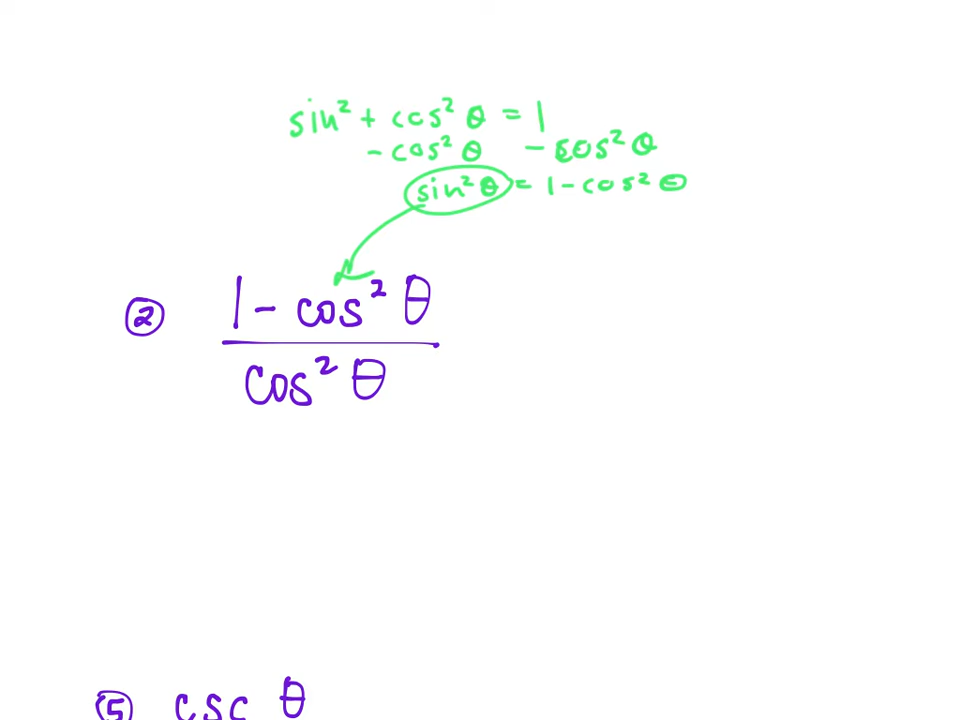 sin² + cos² θ = 1
- cos² θ - cos² θ
sin² θ = 1 - cos² θ
② 1 - cos² θ
cos² θ
⑤ csc θ